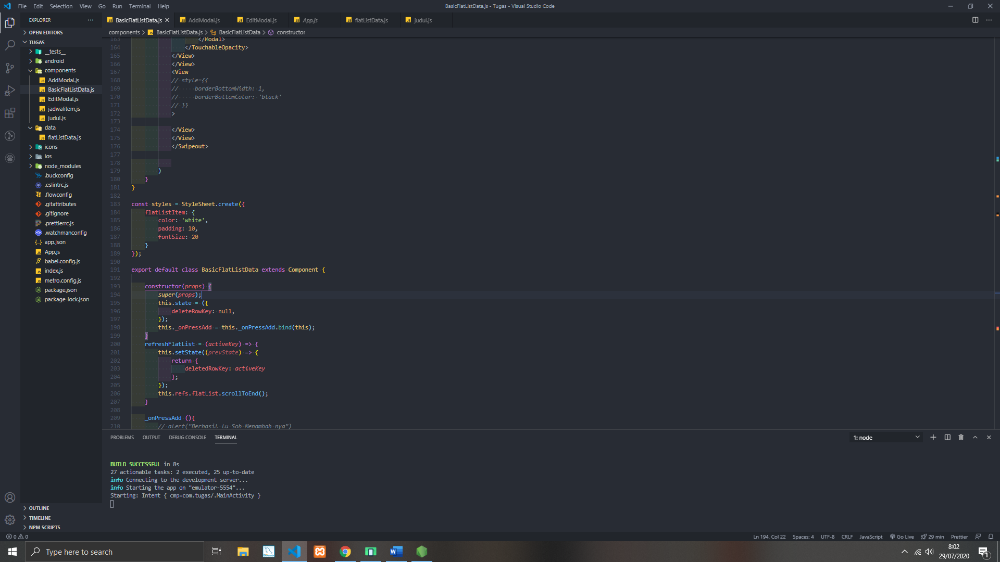 File Edit Selection View Go Run Terminal Help
BasicFlatListData.js - Tugas - Visual Studio Code
EXPLORER
BasicFlatListData.js
AddModal.js
EditModal.js
App.js
flatListData.js
judul.js
components > BasicFlatListData.js > BasicFlatListData > constructor
OPEN EDITORS
TUGAS
__tests__
android
components
AddModal.js
BasicFlatListData.js
EditModal.js
jadwalitem.js
judul.js
data
flatListData.js
icons
ios
node_modules
.buckconfig
.eslintrc.js
.flowconfig
.gitattributes
.gitignore
.prettierrc.js
.watchmanconfig
app.json
App.js
babel.config.js
index.js
metro.config.js
package.json
package-lock.json
OUTLINE
TIMELINE
NPM SCRIPTS
163 </Modal>
164 </TouchableOpacity>
165 </View>
166 </View>
167 <View
168 // style={{
169 // borderBottomWidth: 1,
170 // borderBottomColor: 'black'
171 // }}
172 >
173
174 </View>
175 </View>
176 </Swipeout>
177
178
179 )
180 }
181 }
182
183 const styles = StyleSheet.create({
184 flatListItem: {
185 color: 'white',
186 padding: 10,
187 fontSize: 20
188 }
189 });
190
191 export default class BasicFlatListData extends Component {
192
193 constructor(props) {
194 super(props);
195 this.state = ({
196 deleteRowKey: null,
197 });
198 this._onPressAdd = this._onPressAdd.bind(this);
199 }
200 refreshFlatList = (activeKey) => {
201 this.setState((prevState) => {
202 return {
203 deletedRowKey: activeKey
204 };
205 });
206 this.refs.flatList.scrollToEnd();
207 }
208
209 _onPressAdd (){
210 // alert("Berhasil lu Sob Menambah nya")
PROBLEMS OUTPUT DEBUG CONSOLE TERMINAL
1: node
BUILD SUCCESSFUL in 8s
27 actionable tasks: 2 executed, 25 up-to-date
info Connecting to the development server...
info Starting the app on "emulator-5554"...
Starting: Intent { cmp=com.tugas/.MainActivity }
0 0
Ln 194, Col 22 Spaces: 4 UTF-8 CRLF JavaScript Go Live 29 min Prettier
Type here to search
8:02
29/07/2020
1